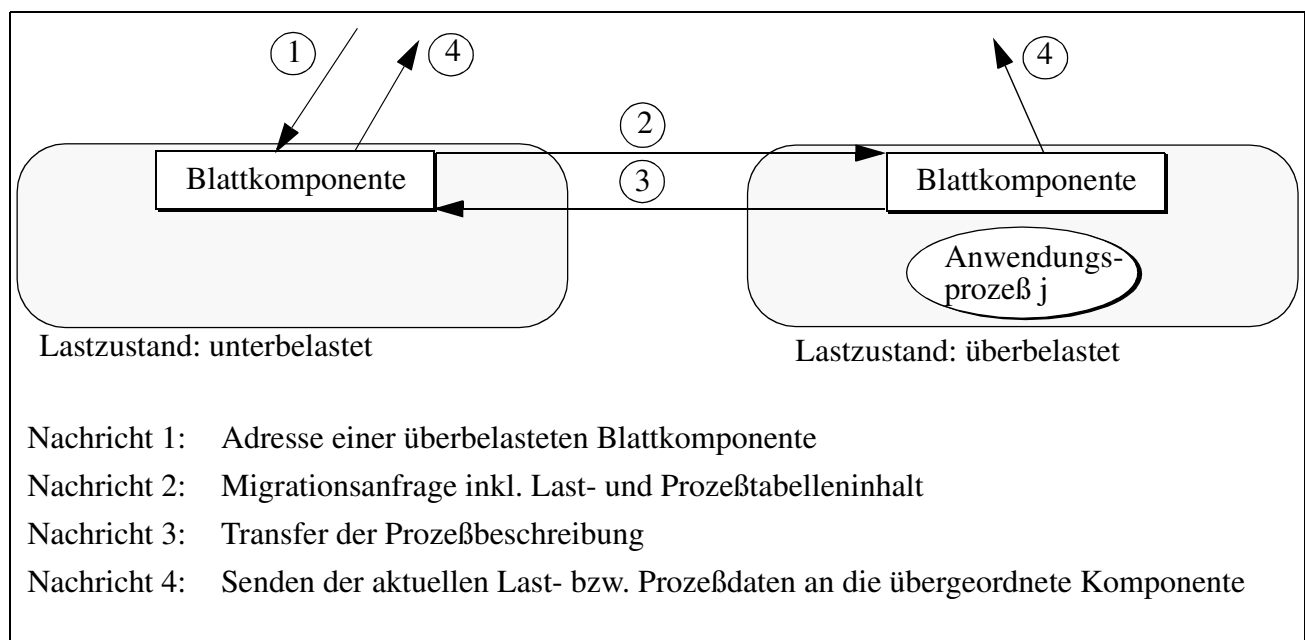 1
4
4
2
Blattkomponente
3
Blattkomponente
Anwendungs-
prozeß j
Lastzustand: unterbelastet
Lastzustand: überbelastet
Nachricht 1: Adresse einer überbelasteten Blattkomponente
Nachricht 2: Migrationsanfrage inkl. Last- und Prozeßtabelleninhalt
Nachricht 3: Transfer der Prozeßbeschreibung
Nachricht 4: Senden der aktuellen Last- bzw. Prozeßdaten an die übergeordnete Komponente